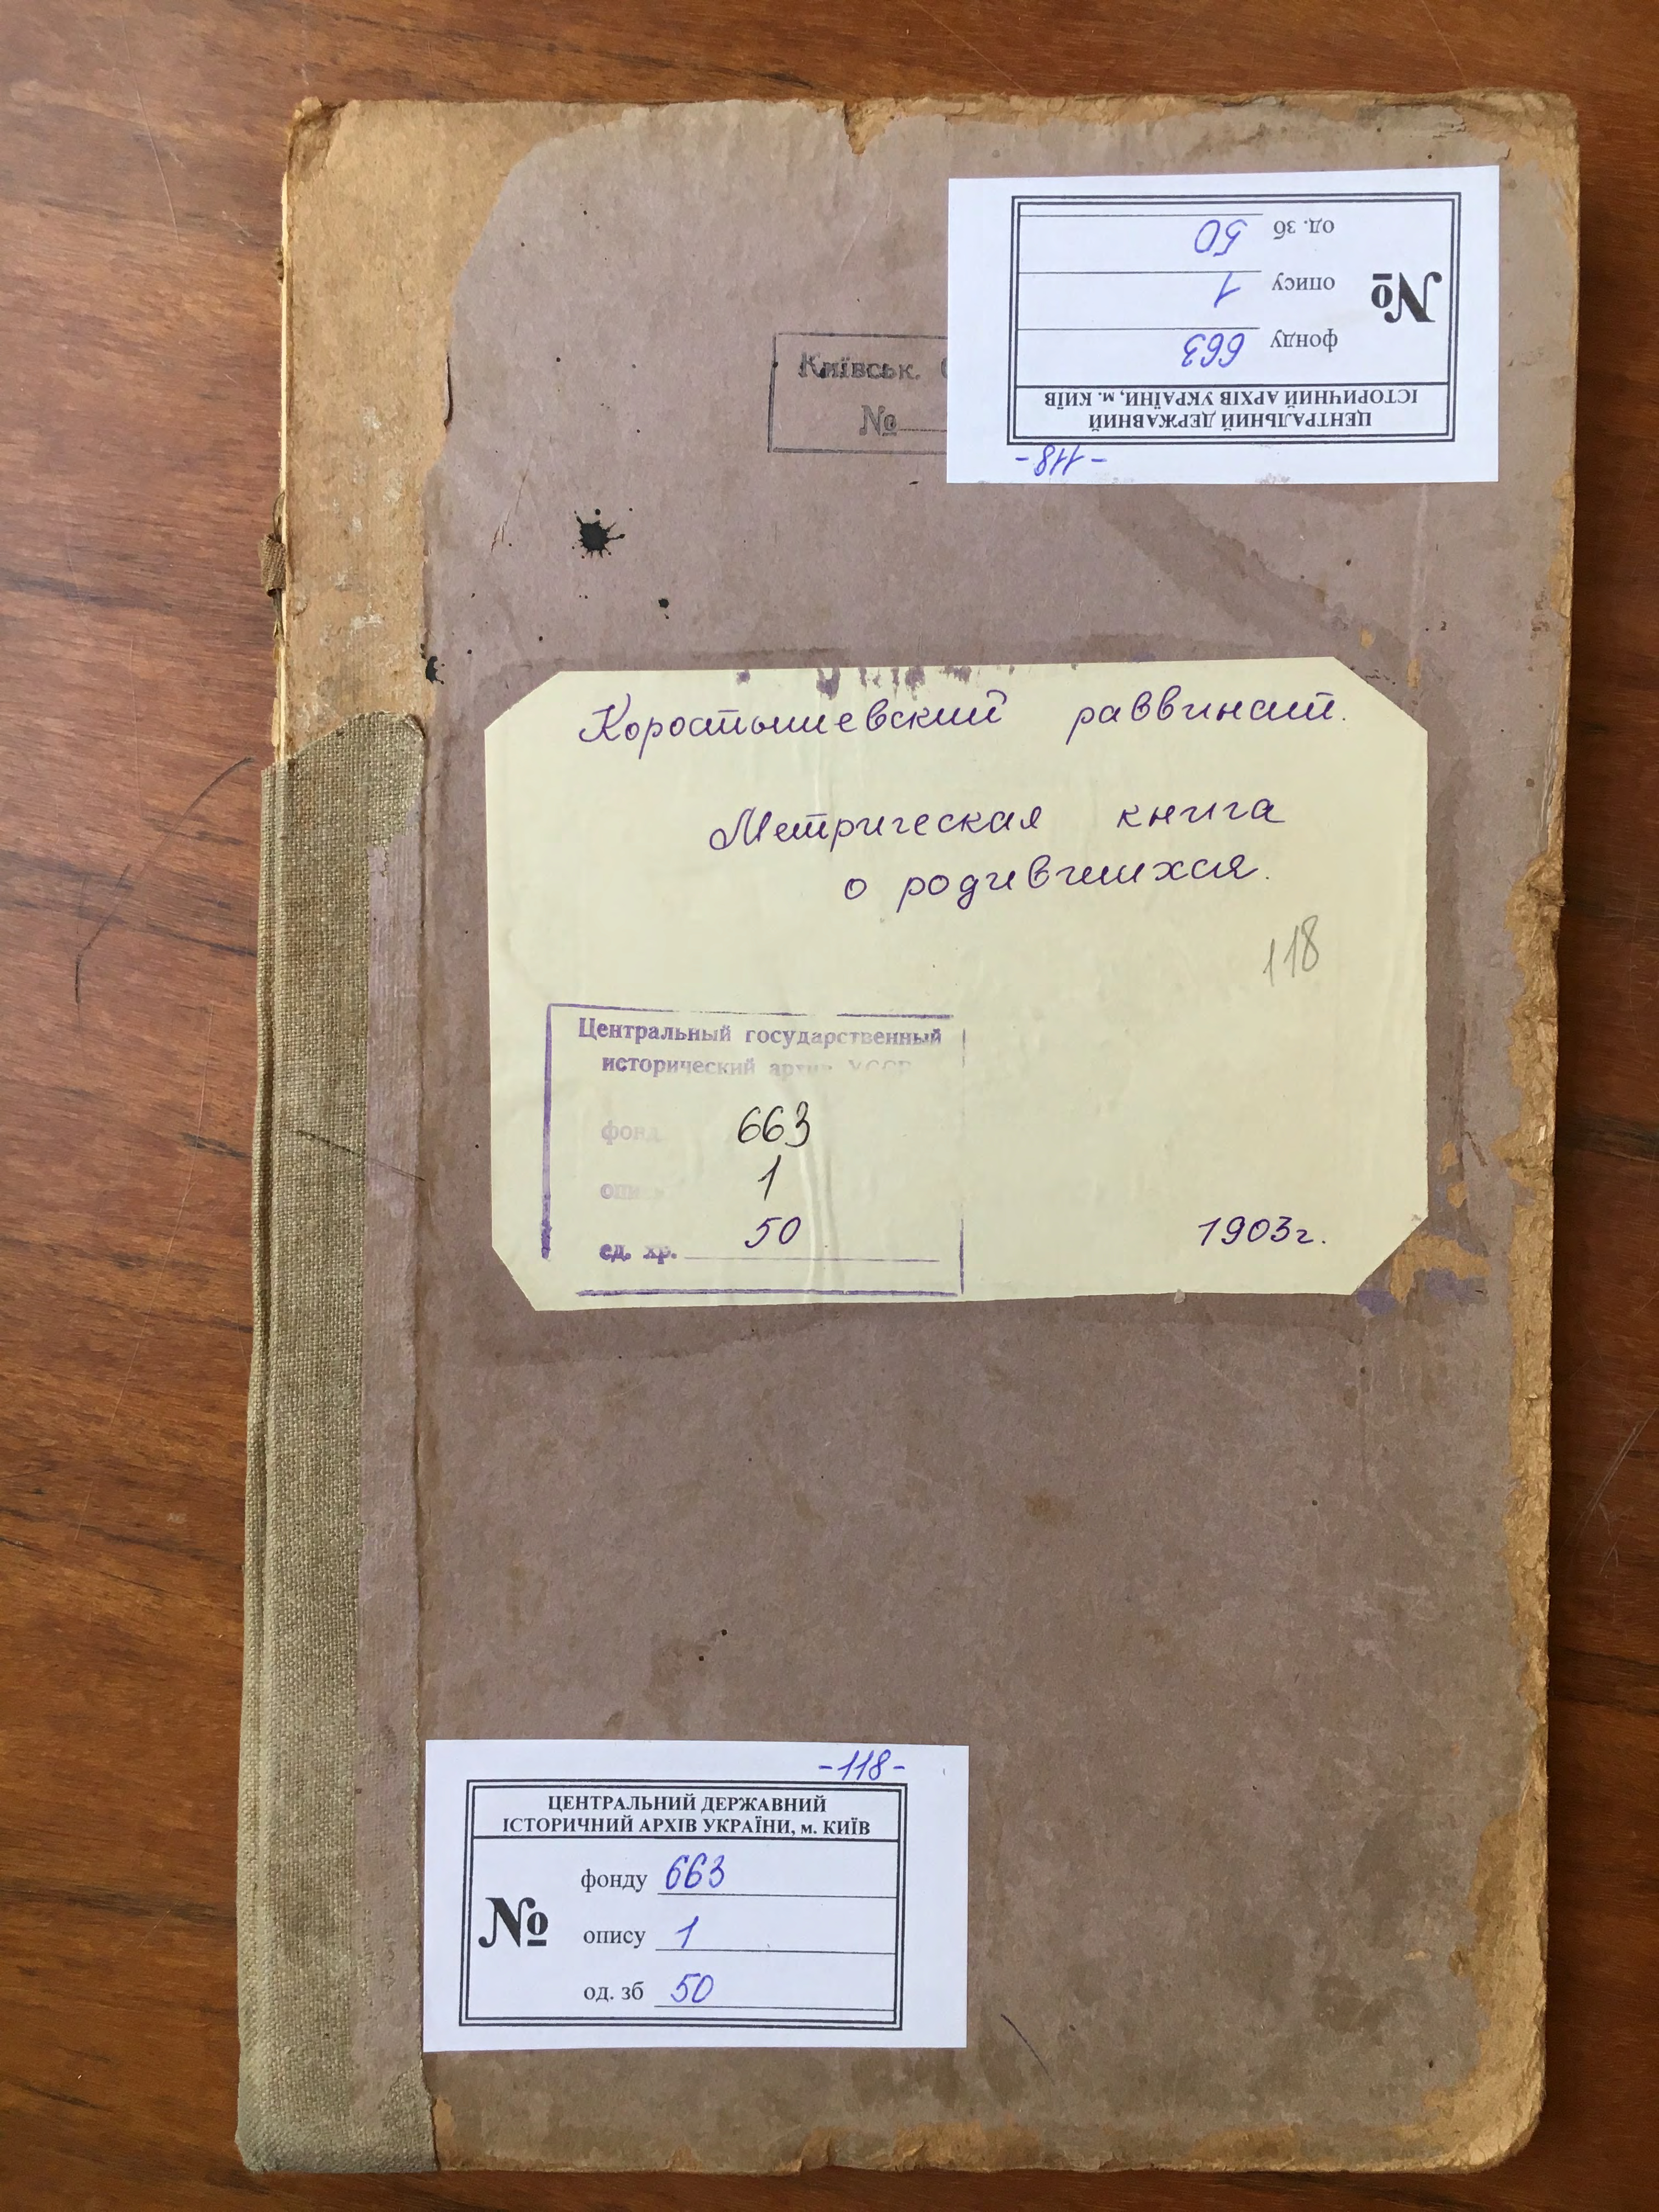 од. зб 50
опису 1
№
фонду 663
ЦЕНТРАЛЬНИЙ ДЕРЖАВНИЙ
ІСТОРИЧНИЙ АРХІВ УКРАЇНИ, м. КИЇВ
-118-
Київськ.
№
Коростышевский раввинат.
Метрическая книга
о родившихся.
118
Центральный государственный
исторический архив УССР
фонд 663
опись 1
ед. хр. 50
1903г.
-118-
ЦЕНТРАЛЬНИЙ ДЕРЖАВНИЙ
ІСТОРИЧНИЙ АРХІВ УКРАЇНИ, м. КИЇВ
фонду 663
№
опису 1
од. зб 50